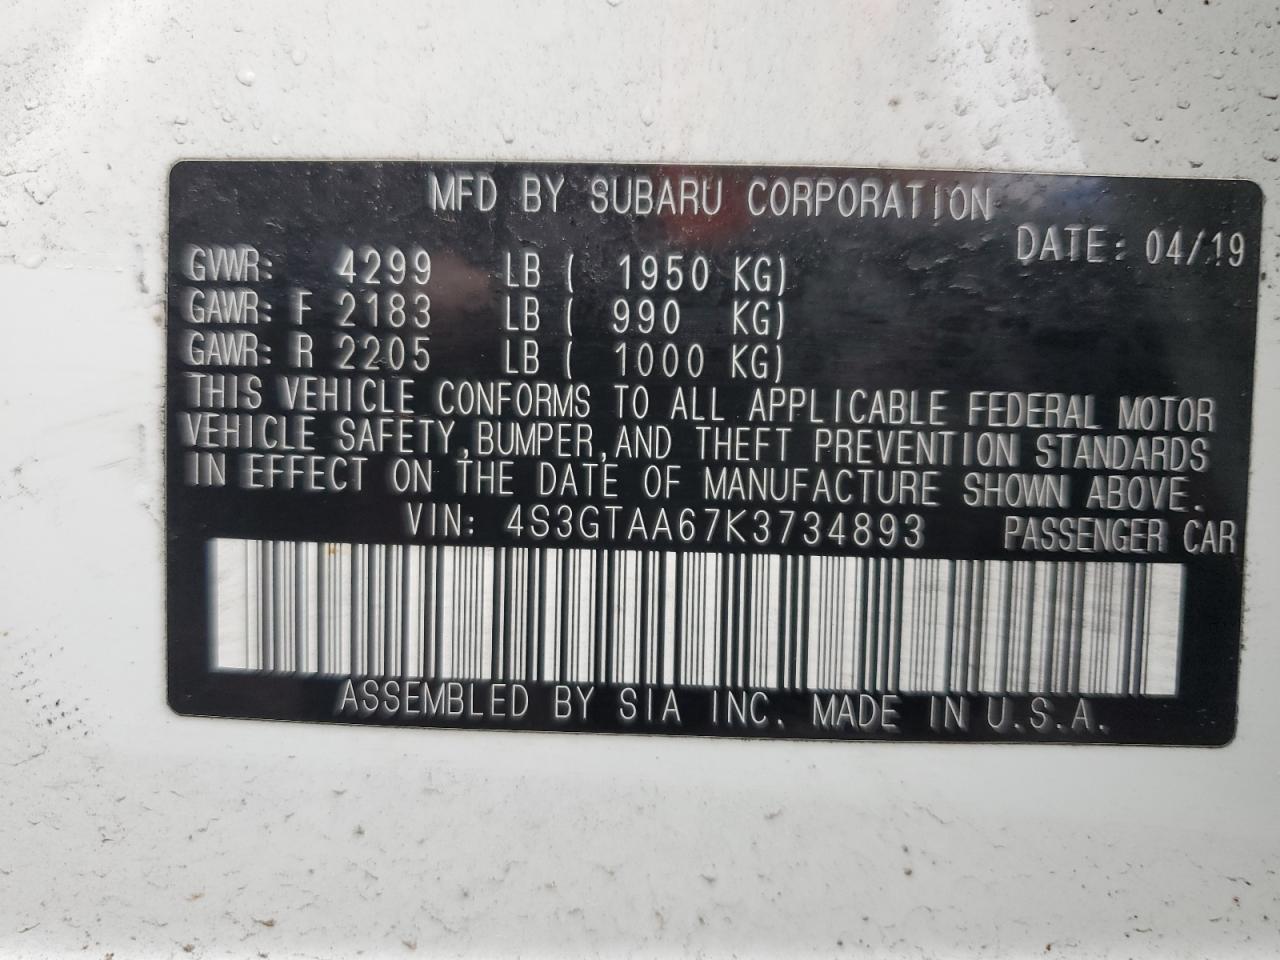 MFD BY SUBARU CORPORATION
DATE: 04/19
GVWR: 4299 LB ( 1950 KG)
GAWR: F 2183 LB ( 990 KG)
GAWR: R 2205 LB ( 1000 KG)
THIS VEHICLE CONFORMS TO ALL APPLICABLE FEDERAL MOTOR
VEHICLE SAFETY,BUMPER,AND THEFT PREVENTION STANDARDS
IN EFFECT ON THE DATE OF MANUFACTURE SHOWN ABOVE.
VIN: 4S3GTAA67K3734893 PASSENGER CAR
ASSEMBLED BY SIA INC. MADE IN U.S.A.